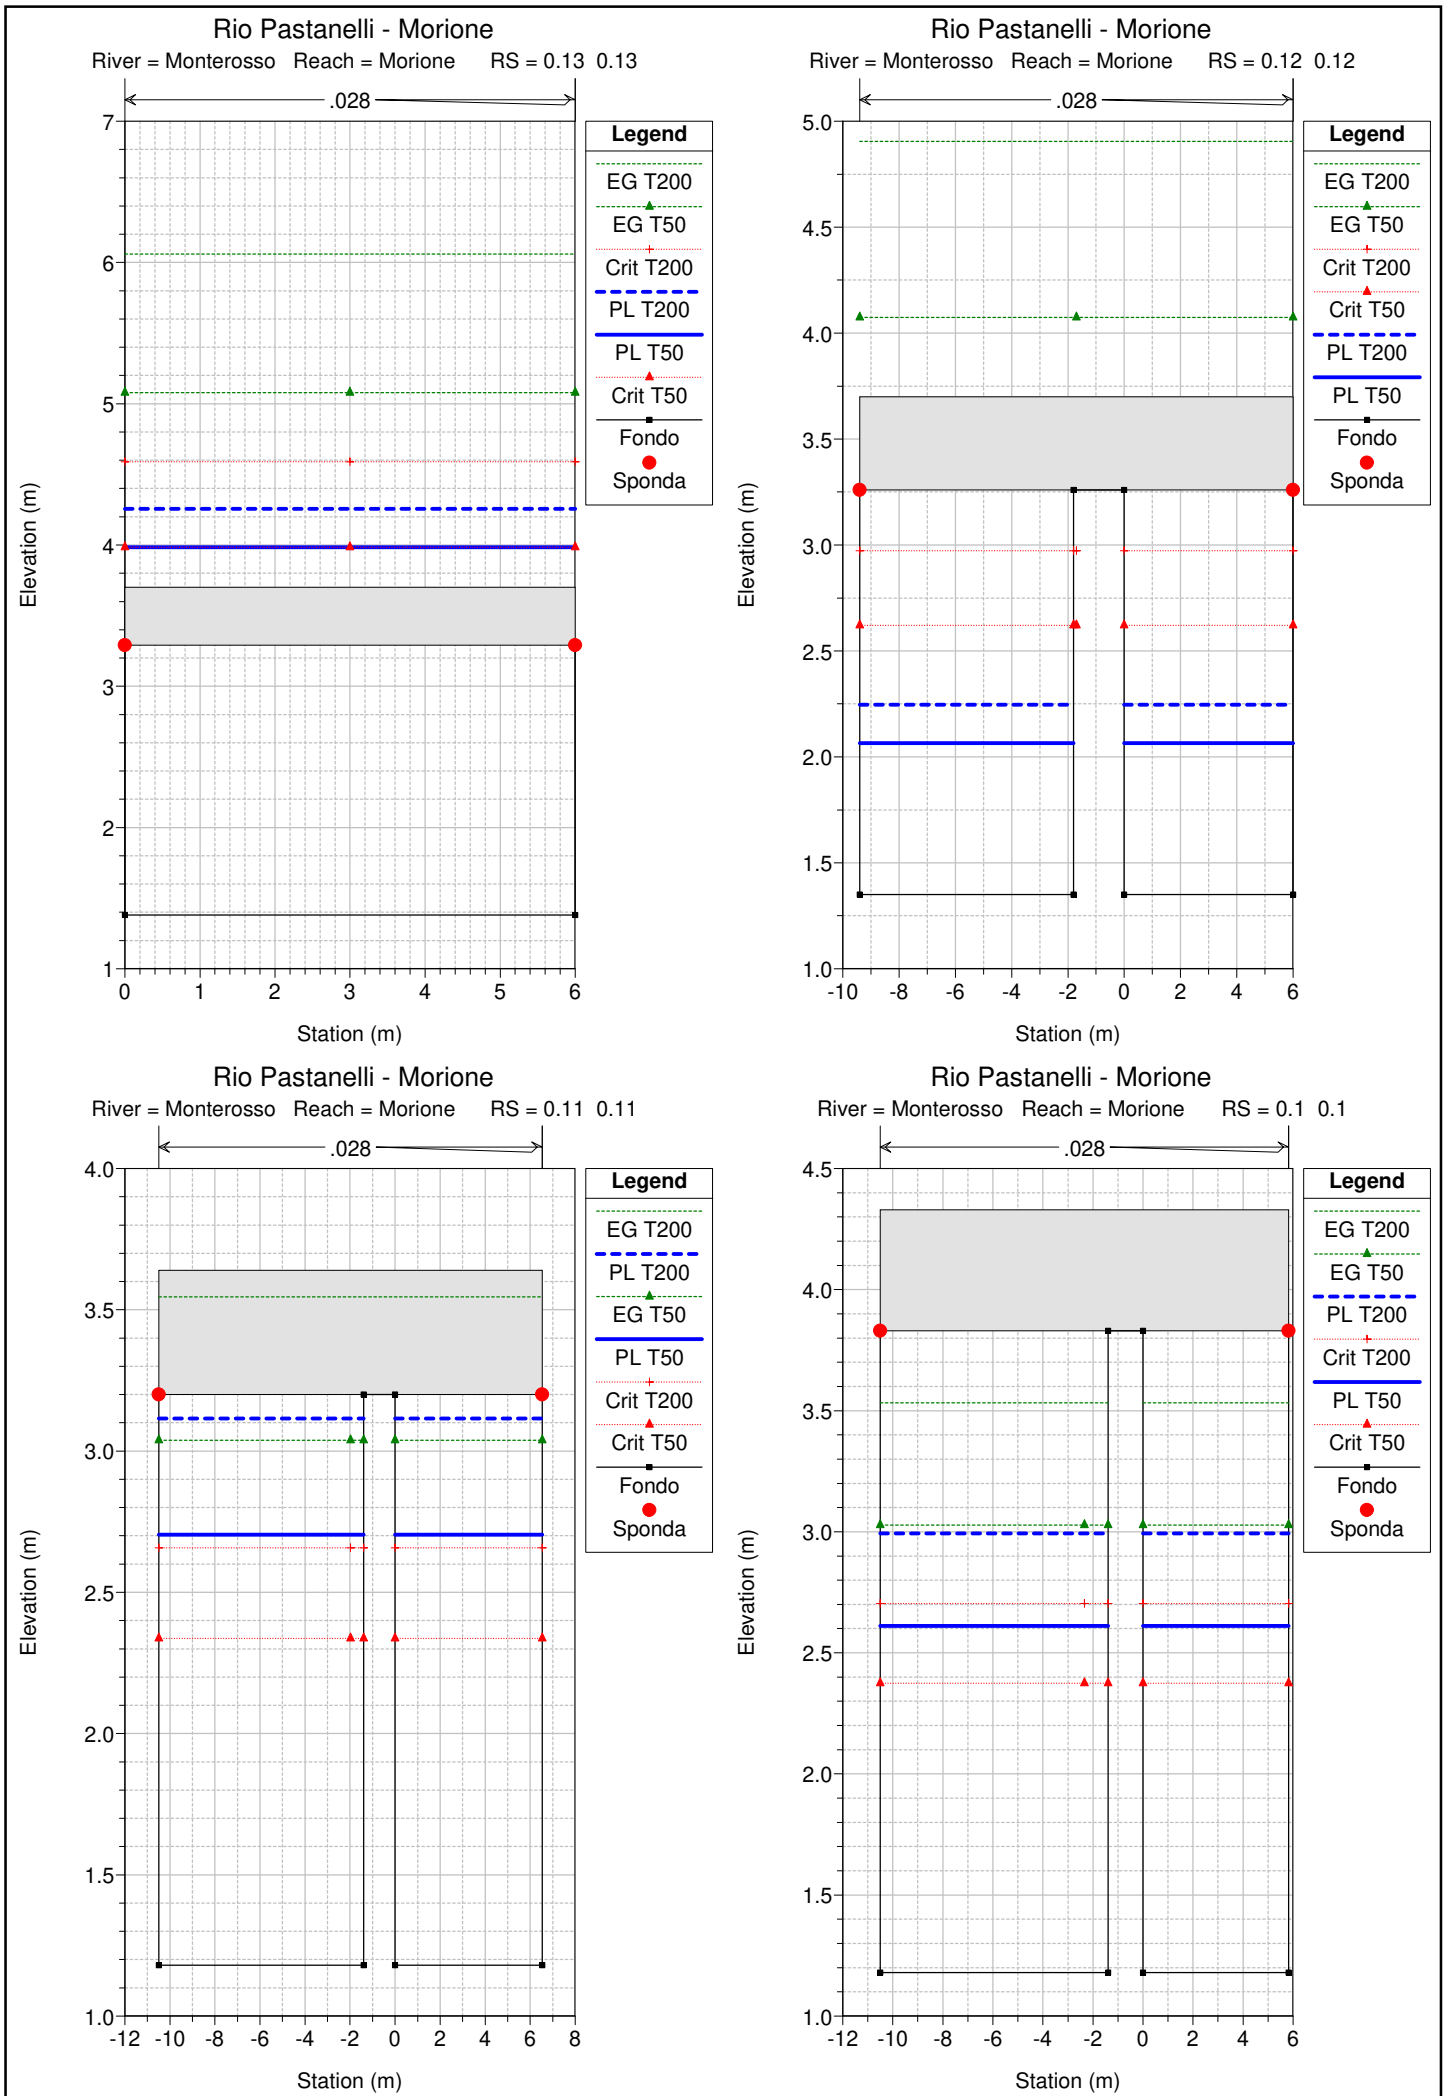 Rio Pastanelli - Morione
River = Monterosso Reach = Morione RS = 0.13 0.13
.028
7
6
5
4
3
2
1
0 1 2 3 4 5 6
Elevation (m)
Station (m)
Legend
EG T200
EG T50
Crit T200
PL T200
PL T50
Crit T50
Fondo
Sponda
Rio Pastanelli - Morione
River = Monterosso Reach = Morione RS = 0.12 0.12
.028
5.0
4.5
4.0
3.5
3.0
2.5
2.0
1.5
1.0
-10 -8 -6 -4 -2 0 2 4 6
Elevation (m)
Station (m)
Legend
EG T200
EG T50
Crit T200
Crit T50
PL T200
PL T50
Fondo
Sponda
Rio Pastanelli - Morione
River = Monterosso Reach = Morione RS = 0.11 0.11
.028
4.0
3.5
3.0
2.5
2.0
1.5
1.0
-12 -10 -8 -6 -4 -2 0 2 4 6 8
Elevation (m)
Station (m)
Legend
EG T200
PL T200
EG T50
PL T50
Crit T200
Crit T50
Fondo
Sponda
Rio Pastanelli - Morione
River = Monterosso Reach = Morione RS = 0.1 0.1
.028
4.5
4.0
3.5
3.0
2.5
2.0
1.5
1.0
-12 -10 -8 -6 -4 -2 0 2 4 6
Elevation (m)
Station (m)
Legend
EG T200
EG T50
PL T200
Crit T200
PL T50
Crit T50
Fondo
Sponda